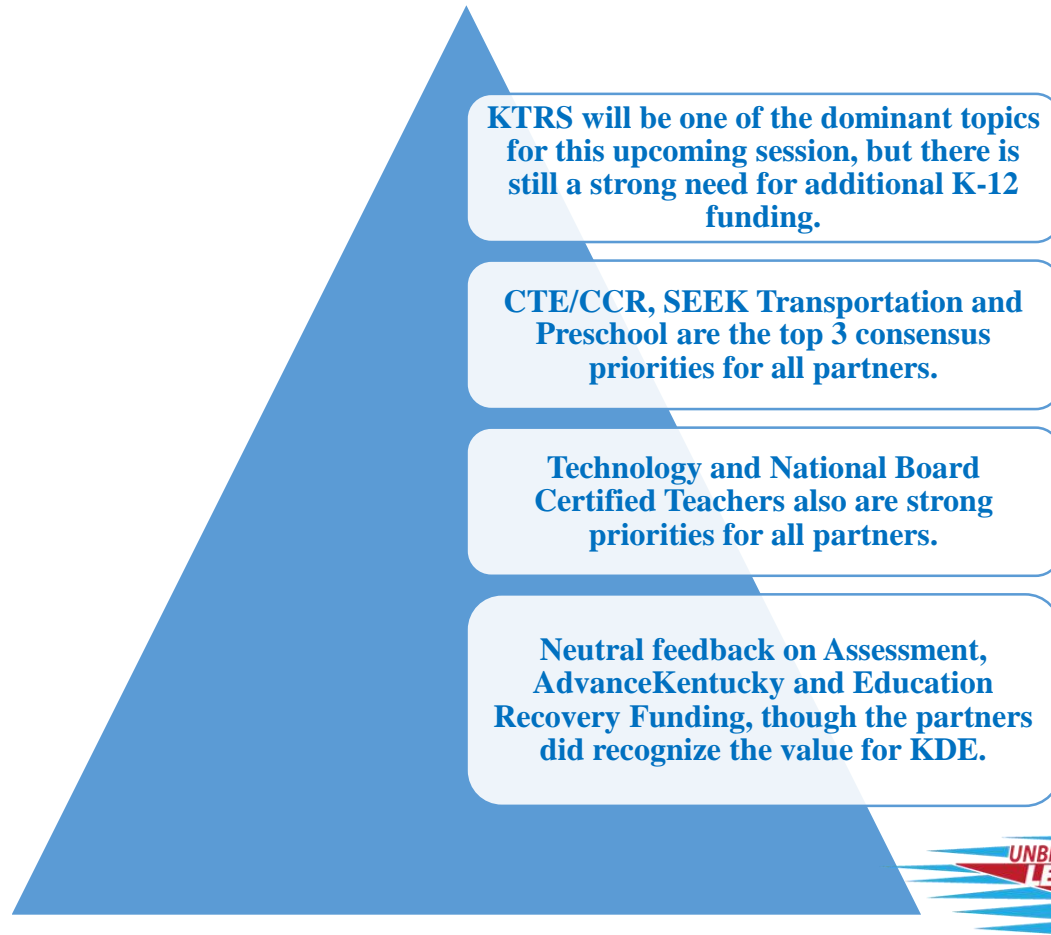 KTRS will be one of the dominant topics
for this upcoming session, but there is
still a strong need for additional K-12
funding.
CTE/CCR, SEEK Transportation and
Preschool are the top 3 consensus
priorities for all partners.
Technology and National Board
Certified Teachers also are strong
priorities for all partners.
Neutral feedback on Assessment,
AdvanceKentucky and Education
Recovery Funding, though the partners
did recognize the value for KDE.